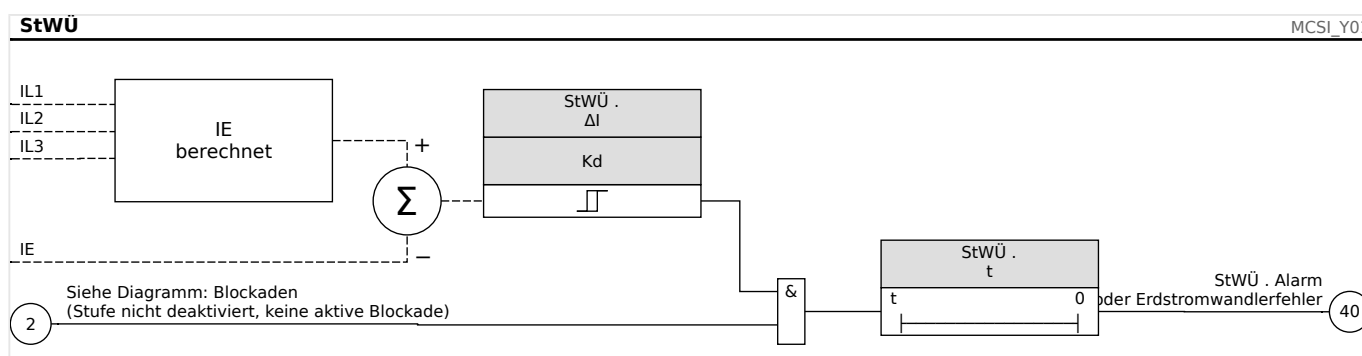 StWÜ
MCSI_Y0
IL1
IL2
IL3
IE
berechnet
+
Σ
−
IE
StWÜ .
ΔI
Kd
Siehe Diagramm: Blockaden
(Stufe nicht deaktiviert, keine aktive Blockade)
2
&
StWÜ .
t
t
0
StWÜ . Alarm
oder Erdstromwandlerfehler
40